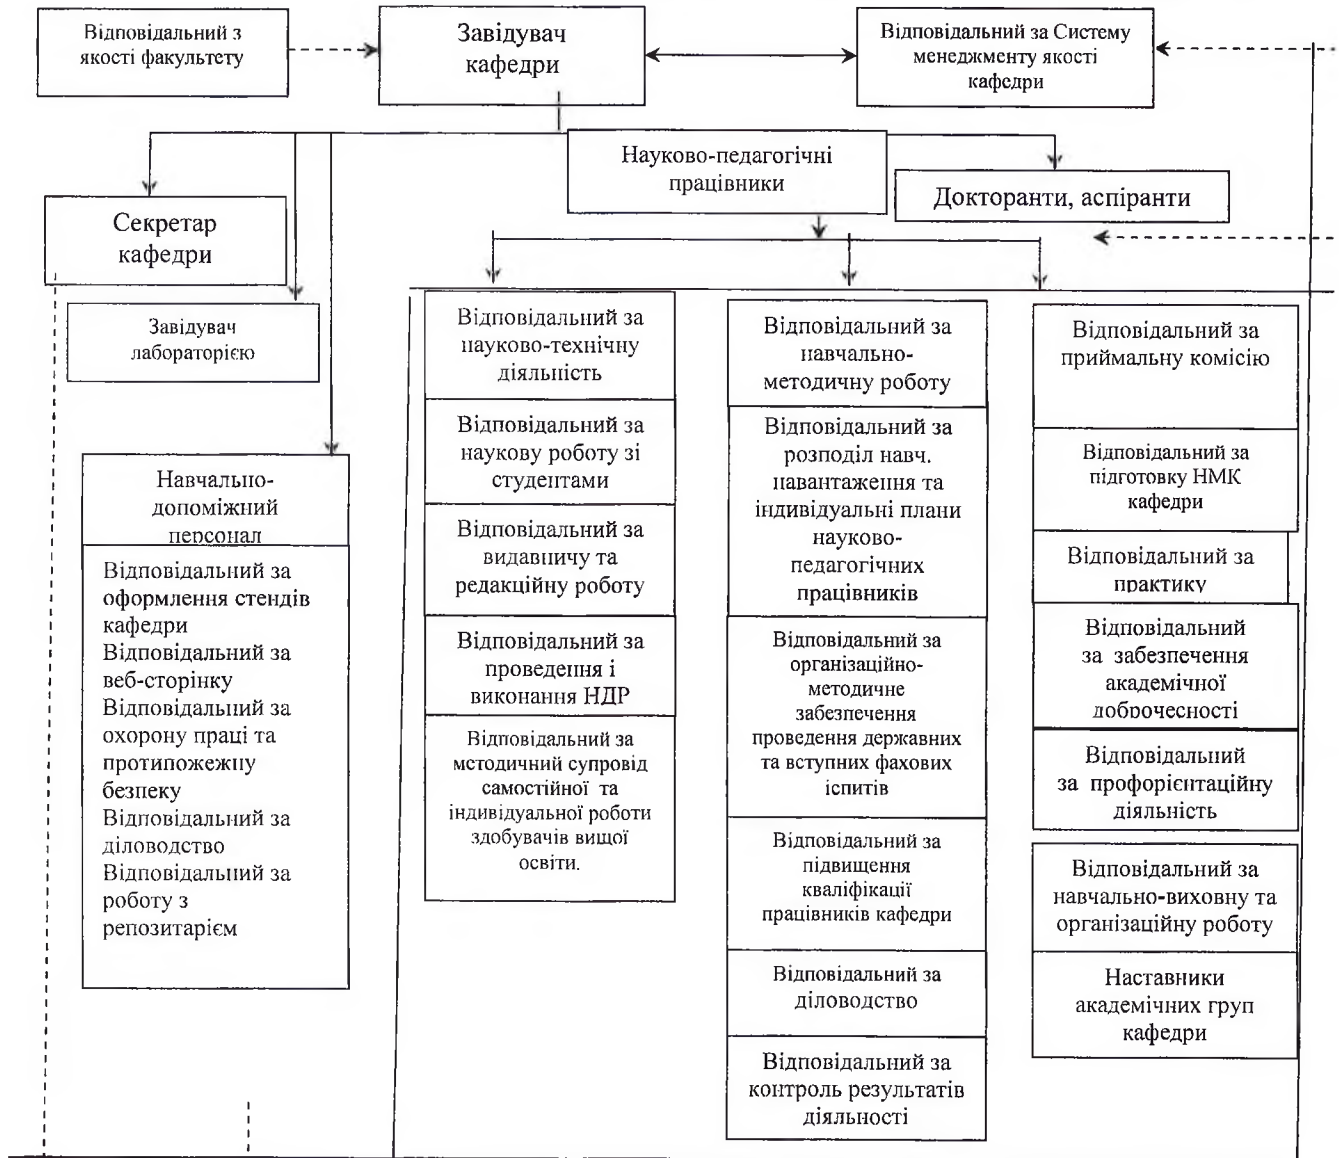 Відповідальний з
якості факультету
Завідувач
кафедри
Відповідальний за Систему
менеджменту якості
кафедри
Науково-педагогічні
працівники
Докторанти, аспіранти
Секретар
кафедри
Завідувач
лабораторією
Навчально-
допоміжний
персонал
Відповідальний за
оформлення стендів
кафедри
Відповідальний за
веб-сторінку
Відповідальний за
охорону праці та
протипожежну
безпеку
Відповідальний за
діловодство
Відповідальний за
роботу з
репозитарієм
Відповідальний за
науково-технічну
діяльність
Відповідальний за
наукову роботу зі
студентами
Відповідальний за
видавничу та
редакційну роботу
Відповідальний за
проведення і
виконання НДР
Відповідальний за
методичний супровід
самостійної та
індивідуальної роботи
здобувачів вищої
освіти.
Відповідальний за
навчально-
методичну роботу
Відповідальний за
розподіл навч.
навантаження та
індивідуальні плани
науково-
педагогічних
працівників
Відповідальний за
організаційно-
методичне
забезпечення
проведення державних
та вступних фахових
іспитів
Відповідальний за
підвищення
кваліфікації
працівників кафедри
Відповідальний за
діловодство
Відповідальний за
контроль результатів
діяльності
Відповідальний за
приймальну комісію
Відповідальний за
підготовку НМК
кафедри
Відповідальний за
практику
Відповідальний
за забезпечення
академічної
доброчесності
Відповідальний
за профорієнтаційну
діяльність
Відповідальний за
навчально-виховну та
організаційну роботу
Наставники
академічних груп
кафедри